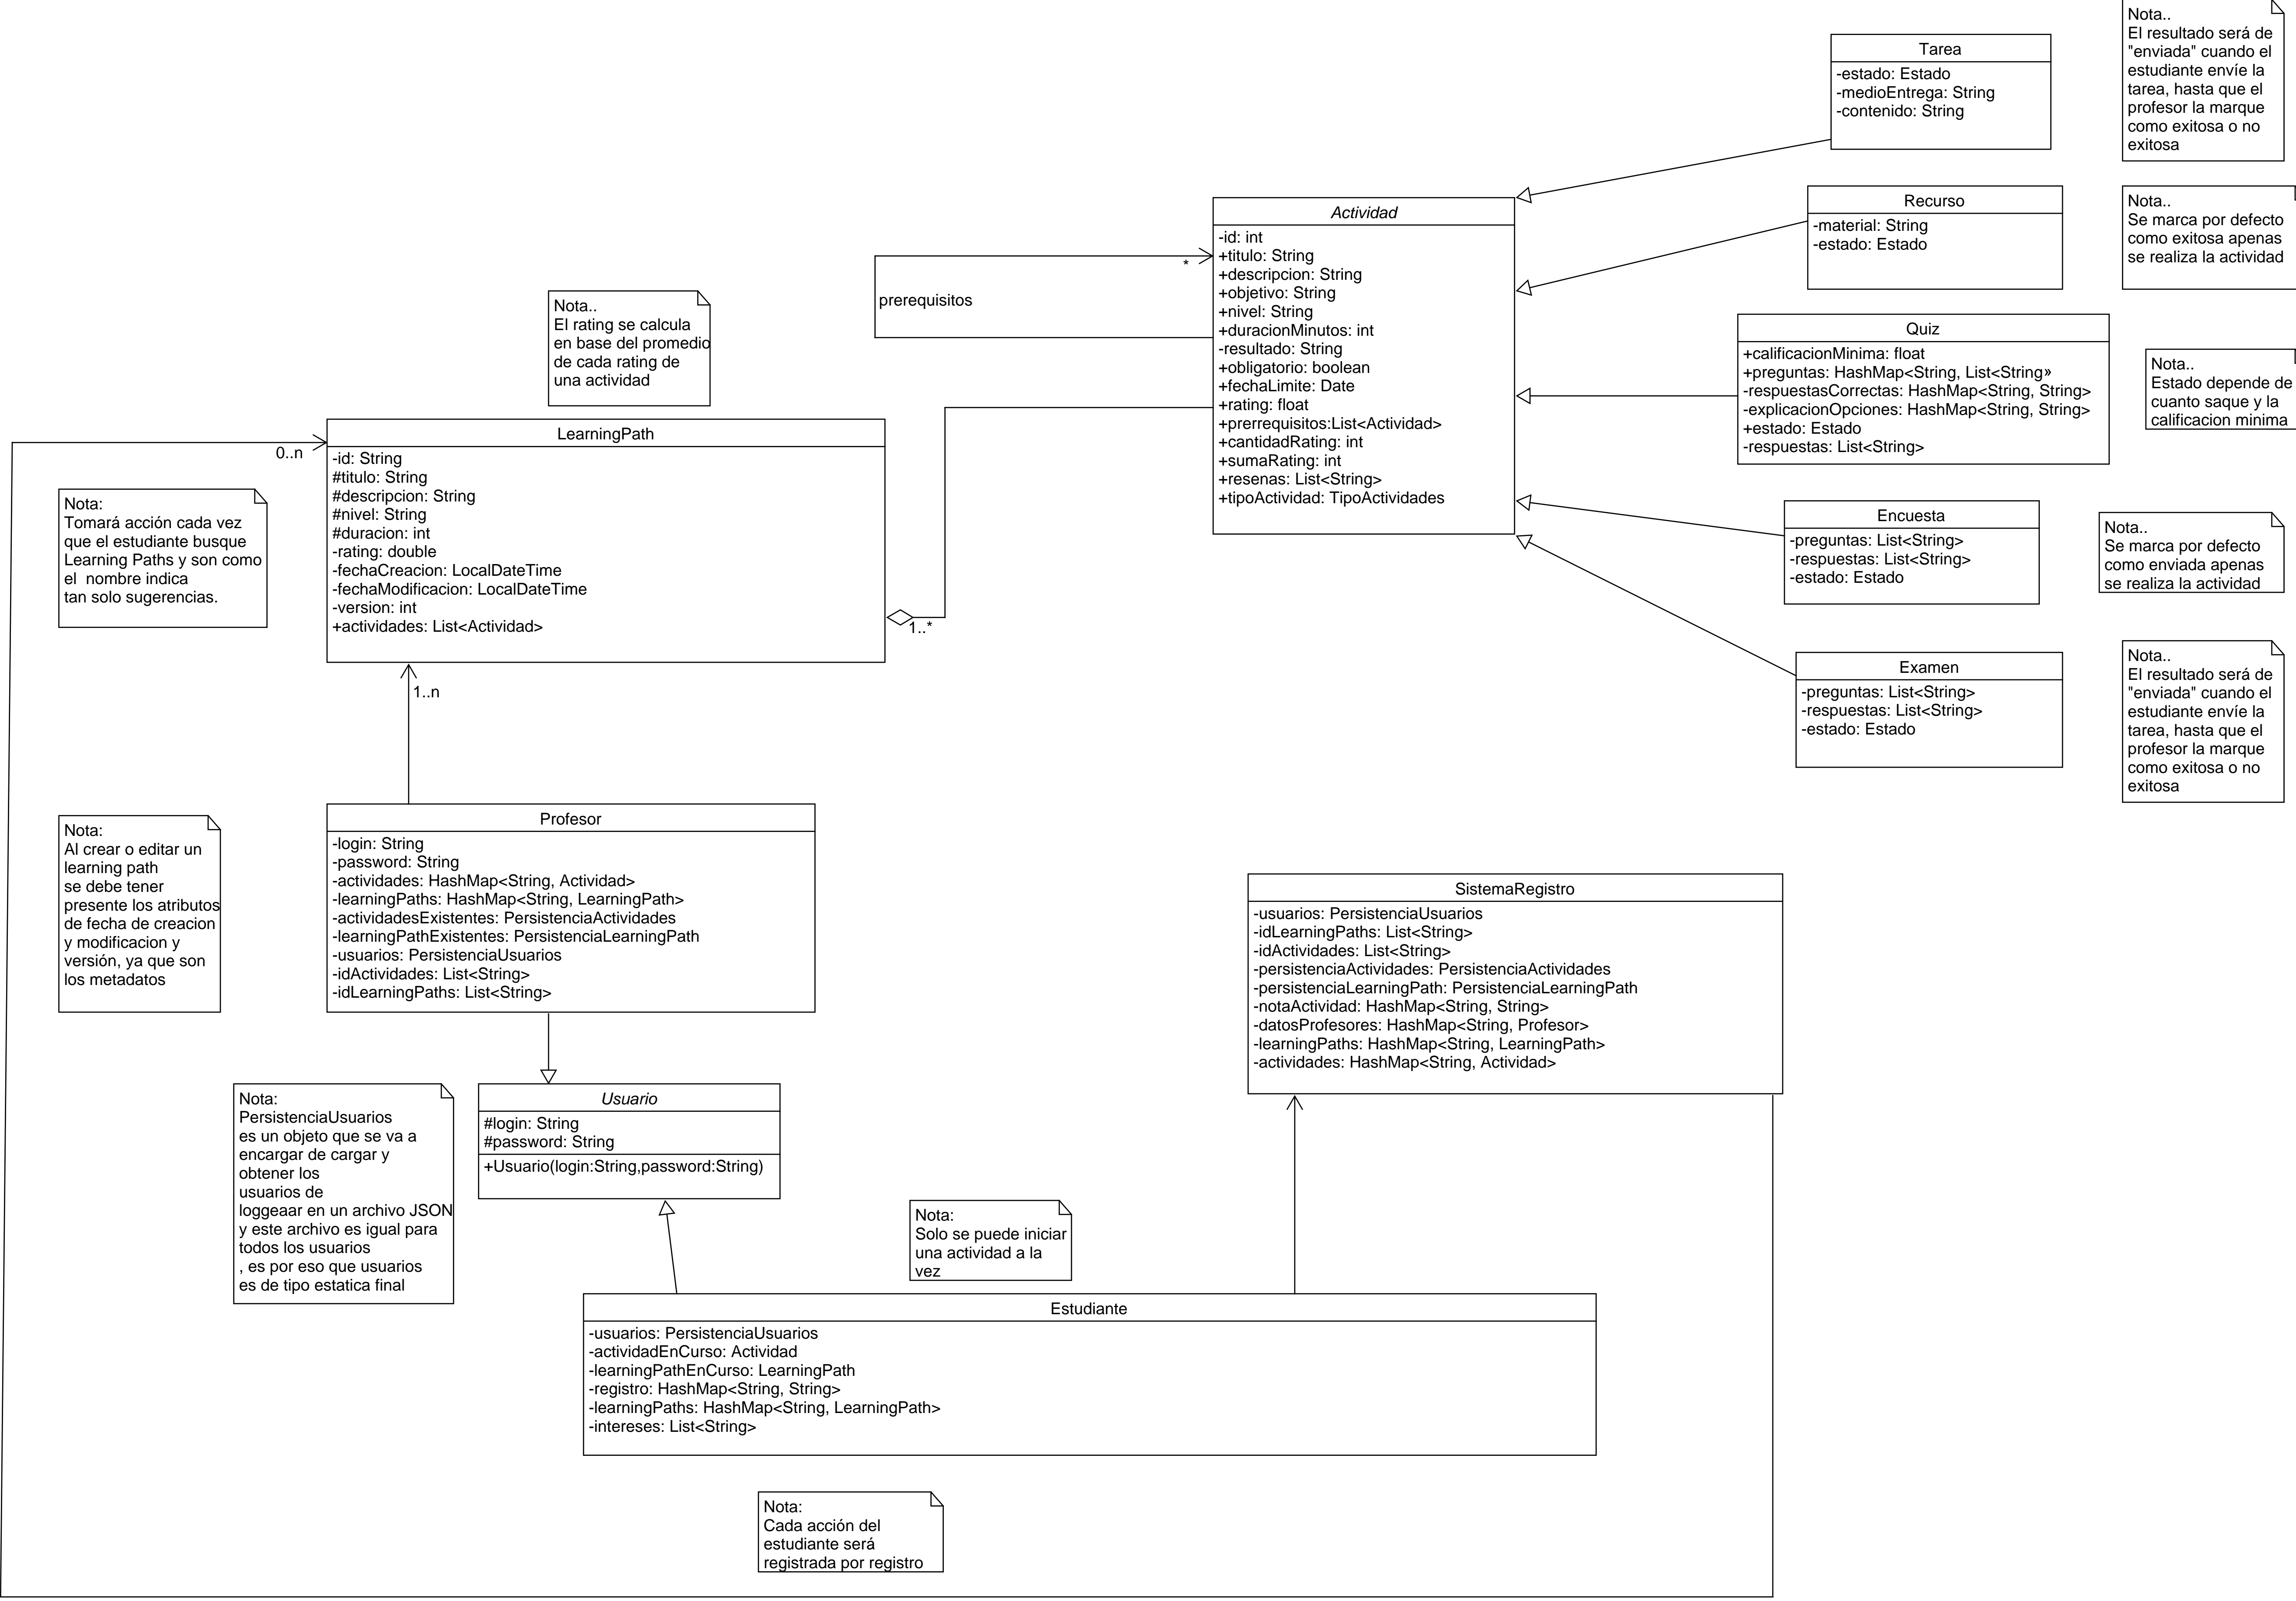 Nota..
El resultado será de
"enviada" cuando el
estudiante envíe la
tarea, hasta que el
profesor la marque
como exitosa o no
exitosa
Tarea
-estado: Estado
-medioEntrega: String
-contenido: String
Recurso
-material: String
-estado: Estado
Nota..
Se marca por defecto
como exitosa apenas
se realiza la actividad
Actividad
-id: int
+titulo: String
+descripcion: String
+objetivo: String
+nivel: String
+duracionMinutos: int
-resultado: String
+obligatorio: boolean
+fechaLimite: Date
+rating: float
+prerrequisitos:List<Actividad>
+cantidadRating: int
+sumaRating: int
+resenas: List<String>
+tipoActividad: TipoActividades
*
prerequisitos
Nota..
El rating se calcula
en base del promedio
de cada rating de
una actividad
Quiz
+calificacionMinima: float
+preguntas: HashMap<String, List<String»
-respuestasCorrectas: HashMap<String, String>
-explicacionOpciones: HashMap<String, String>
+estado: Estado
-respuestas: List<String>
Nota..
Estado depende de
cuanto saque y la
calificacion minima
LearningPath
-id: String
#titulo: String
#descripcion: String
#nivel: String
#duracion: int
-rating: double
-fechaCreacion: LocalDateTime
-fechaModificacion: LocalDateTime
-version: int
+actividades: List<Actividad>
0..n
1..*
1..n
Nota:
Tomará acción cada vez
que el estudiante busque
Learning Paths y son como
el  nombre indica
tan solo sugerencias.
Encuesta
-preguntas: List<String>
-respuestas: List<String>
-estado: Estado
Nota..
Se marca por defecto
como enviada apenas
se realiza la actividad
Examen
-preguntas: List<String>
-respuestas: List<String>
-estado: Estado
Nota..
El resultado será de
"enviada" cuando el
estudiante envíe la
tarea, hasta que el
profesor la marque
como exitosa o no
exitosa
Nota:
Al crear o editar un
learning path
se debe tener
presente los atributos
de fecha de creacion
y modificacion y
versión, ya que son
los metadatos
Profesor
-login: String
-password: String
-actividades: HashMap<String, Actividad>
-learningPaths: HashMap<String, LearningPath>
-actividadesExistentes: PersistenciaActividades
-learningPathExistentes: PersistenciaLearningPath
-usuarios: PersistenciaUsuarios
-idActividades: List<String>
-idLearningPaths: List<String>
SistemaRegistro
-usuarios: PersistenciaUsuarios
-idLearningPaths: List<String>
-idActividades: List<String>
-persistenciaActividades: PersistenciaActividades
-persistenciaLearningPath: PersistenciaLearningPath
-notaActividad: HashMap<String, String>
-datosProfesores: HashMap<String, Profesor>
-learningPaths: HashMap<String, LearningPath>
-actividades: HashMap<String, Actividad>
Nota:
PersistenciaUsuarios
es un objeto que se va a
encargar de cargar y
obtener los
usuarios de
loggeaar en un archivo JSON
y este archivo es igual para
todos los usuarios
, es por eso que usuarios
es de tipo estatica final
Usuario
#login: String
#password: String
+Usuario(login:String,password:String)
Nota:
Solo se puede iniciar
una actividad a la
vez
Estudiante
-usuarios: PersistenciaUsuarios
-actividadEnCurso: Actividad
-learningPathEnCurso: LearningPath
-registro: HashMap<String, String>
-learningPaths: HashMap<String, LearningPath>
-intereses: List<String>
Nota:
Cada acción del
estudiante será
registrada por registro